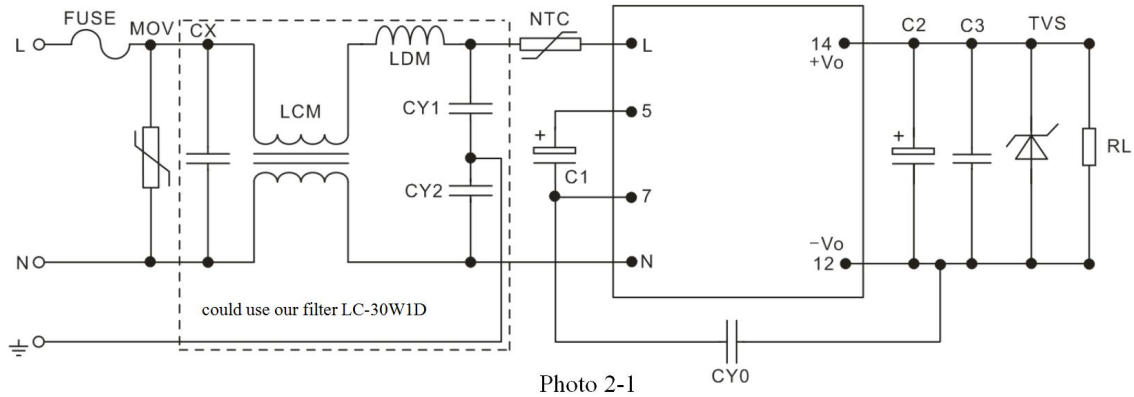 FUSE
MOV
CX
NTC
L
LDM
L
14
+Vo
C2
C3
TVS
LCM
CY1
+
5
+
RL
CY2
C1
7
N
N
−Vo
12
could use our filter LC-30W1D
CY0
Photo 2-1